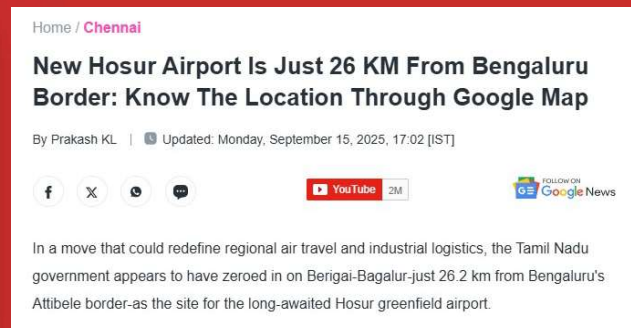 Home / Chennai
New Hosur Airport Is Just 26 KM From Bengaluru
Border: Know The Location Through Google Map
By Prakash KL | Updated: Monday, September 15, 2025, 17:02 [IST]
YouTube 2M
FOLLOW ON
GE Google News
In a move that could redefine regional air travel and industrial logistics, the Tamil Nadu
government appears to have zeroed in on Berigai-Bagalur-just 26.2 km from Bengaluru's
Attibele border-as the site for the long-awaited Hosur greenfield airport.